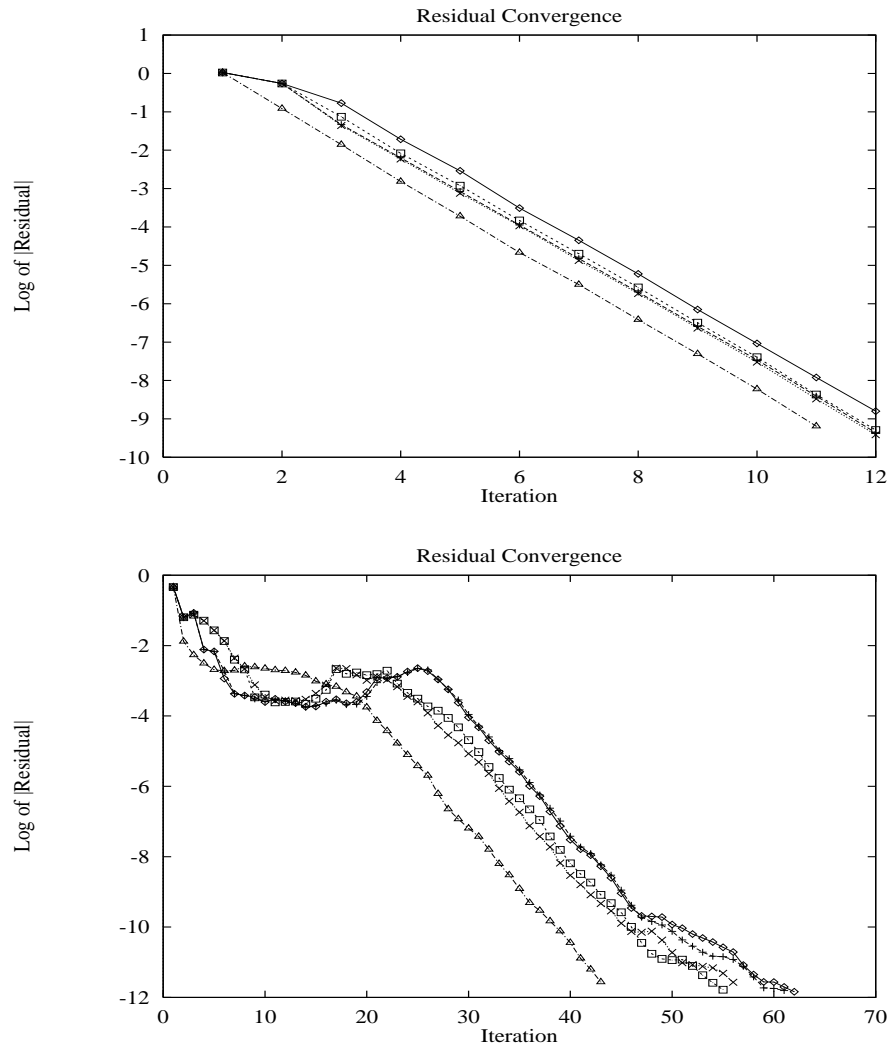 Residual Convergence
1
0
-1
-2
-3
-4
-5
-6
-7
-8
-9
-10
Log of |Residual|
0 2 4 6 8 10 12
Iteration
Residual Convergence
0
-2
-4
-6
-8
-10
-12
Log of |Residual|
0 10 20 30 40 50 60 70
Iteration